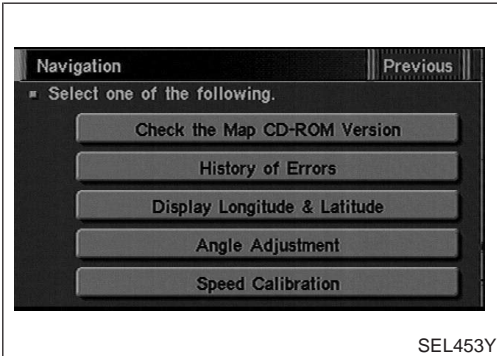 Navigation Previous
Select one of the following.
Check the Map CD-ROM Version
History of Errors
Display Longitude & Latitude
Angle Adjustment
Speed Calibration
SEL453Y